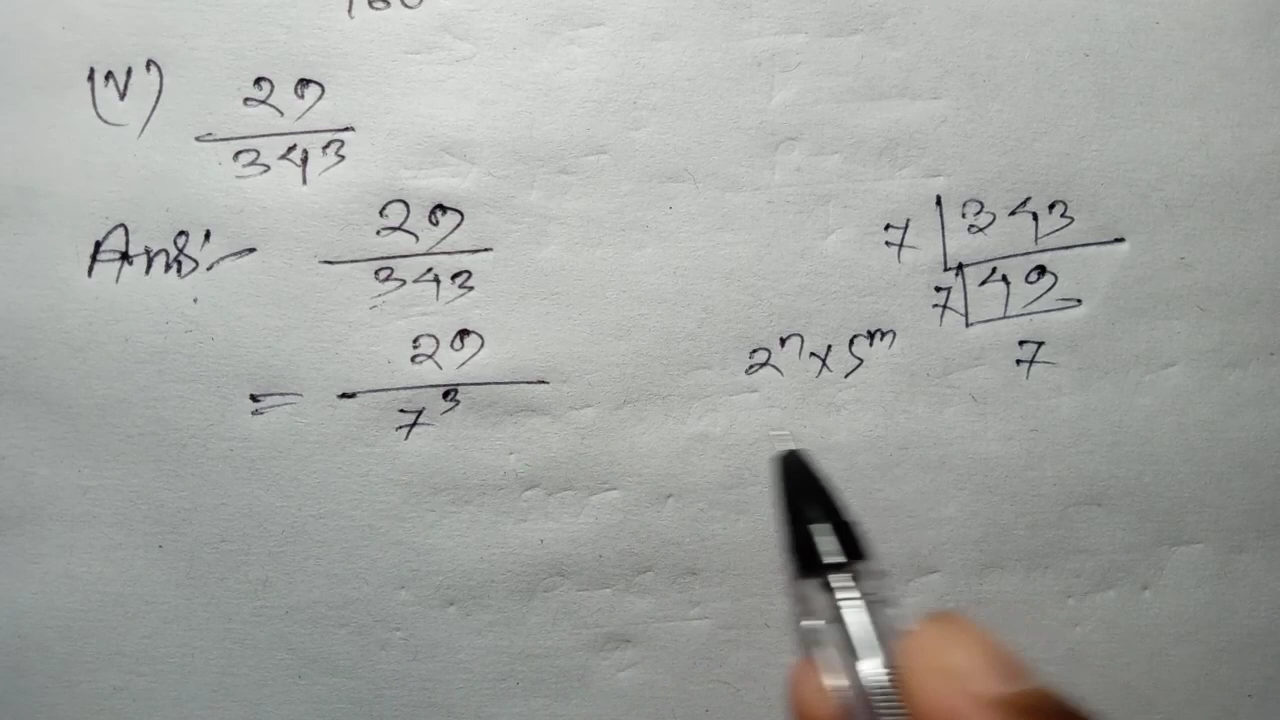 (V) 29/343
Ans:- 29/343
= 29/7³
7 | 343
7 | 49
7
2ⁿ × 5ᵐ